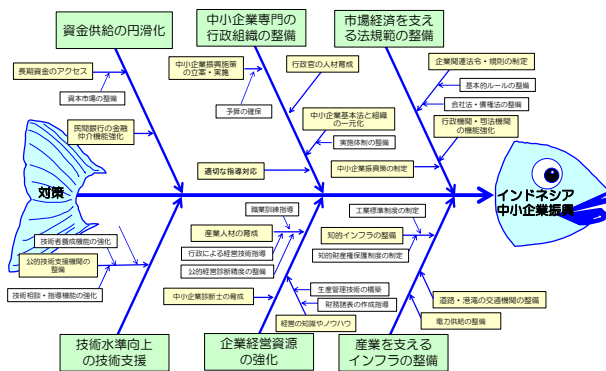 資金供給の円滑化
中小企業専門の
行政組織の整備
市場経済を支え
る法規範の整備
長期資金のアクセス
資本市場の整備
民間銀行の金融
仲介機能強化
中小企業振興施策
の立案・実施
予算の確保
行政官の人材育成
中小企業基本法と組織
の一元化
実施体制の整備
適切な指導対応
企業関連法令・規則の制定
基本的ルールの整備
会社法・債権法の整備
行政機関・司法機関
の機能強化
中小企業振興策の制定
対策
インドネシア
中小企業振興
技術者養成機能の強化
公的技術支援機関の
整備
技術相談・指導機能の強化
職業訓練指導
産業人材の育成
行政による経営技術指導
公的経営診断精度の整備
中小企業診断士の育成
生産管理技術の構築
財務諸表の作成指導
経営の知識やノウハウ
工業標準制度の制定
知的インフラの整備
知的財産権保護制度の制定
道路・港湾の交通機関の整備
電力供給の整備
技術水準向上
の技術支援
企業経営資源
の強化
産業を支える
インフラの整備